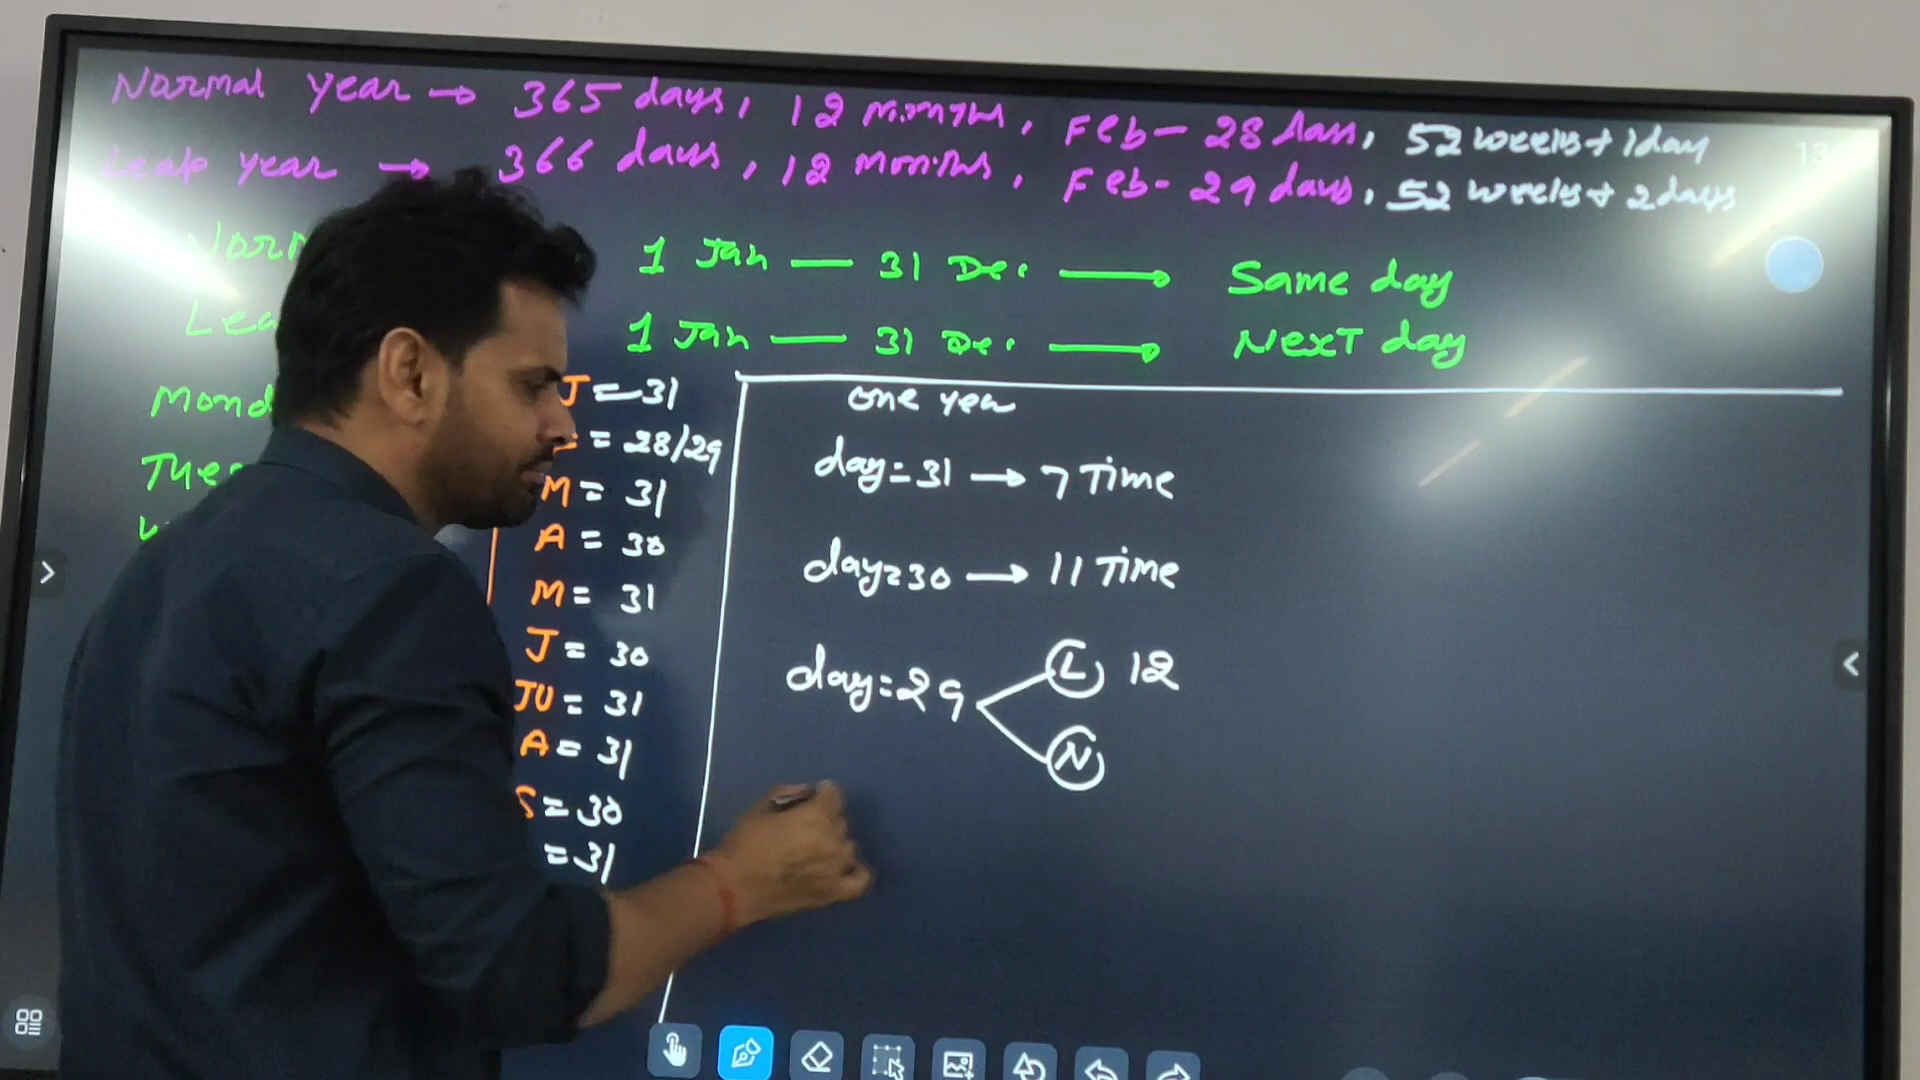 Normal year → 365 days, 12 months, Feb - 28 days, 52 weeks + 1 day
Leap year → 366 days, 12 months, Feb - 29 days, 52 weeks + 2 days
13
1 Jan — 31 Dec → Same day
1 Jan — 31 Dec → Next day
J = 31
= 28/29
M = 31
A = 30
M = 31
J = 30
JU = 31
A = 31
S = 30
= 31
one year
day = 31 → 7 Time
day = 30 → 11 Time
day = 29
L 12
N